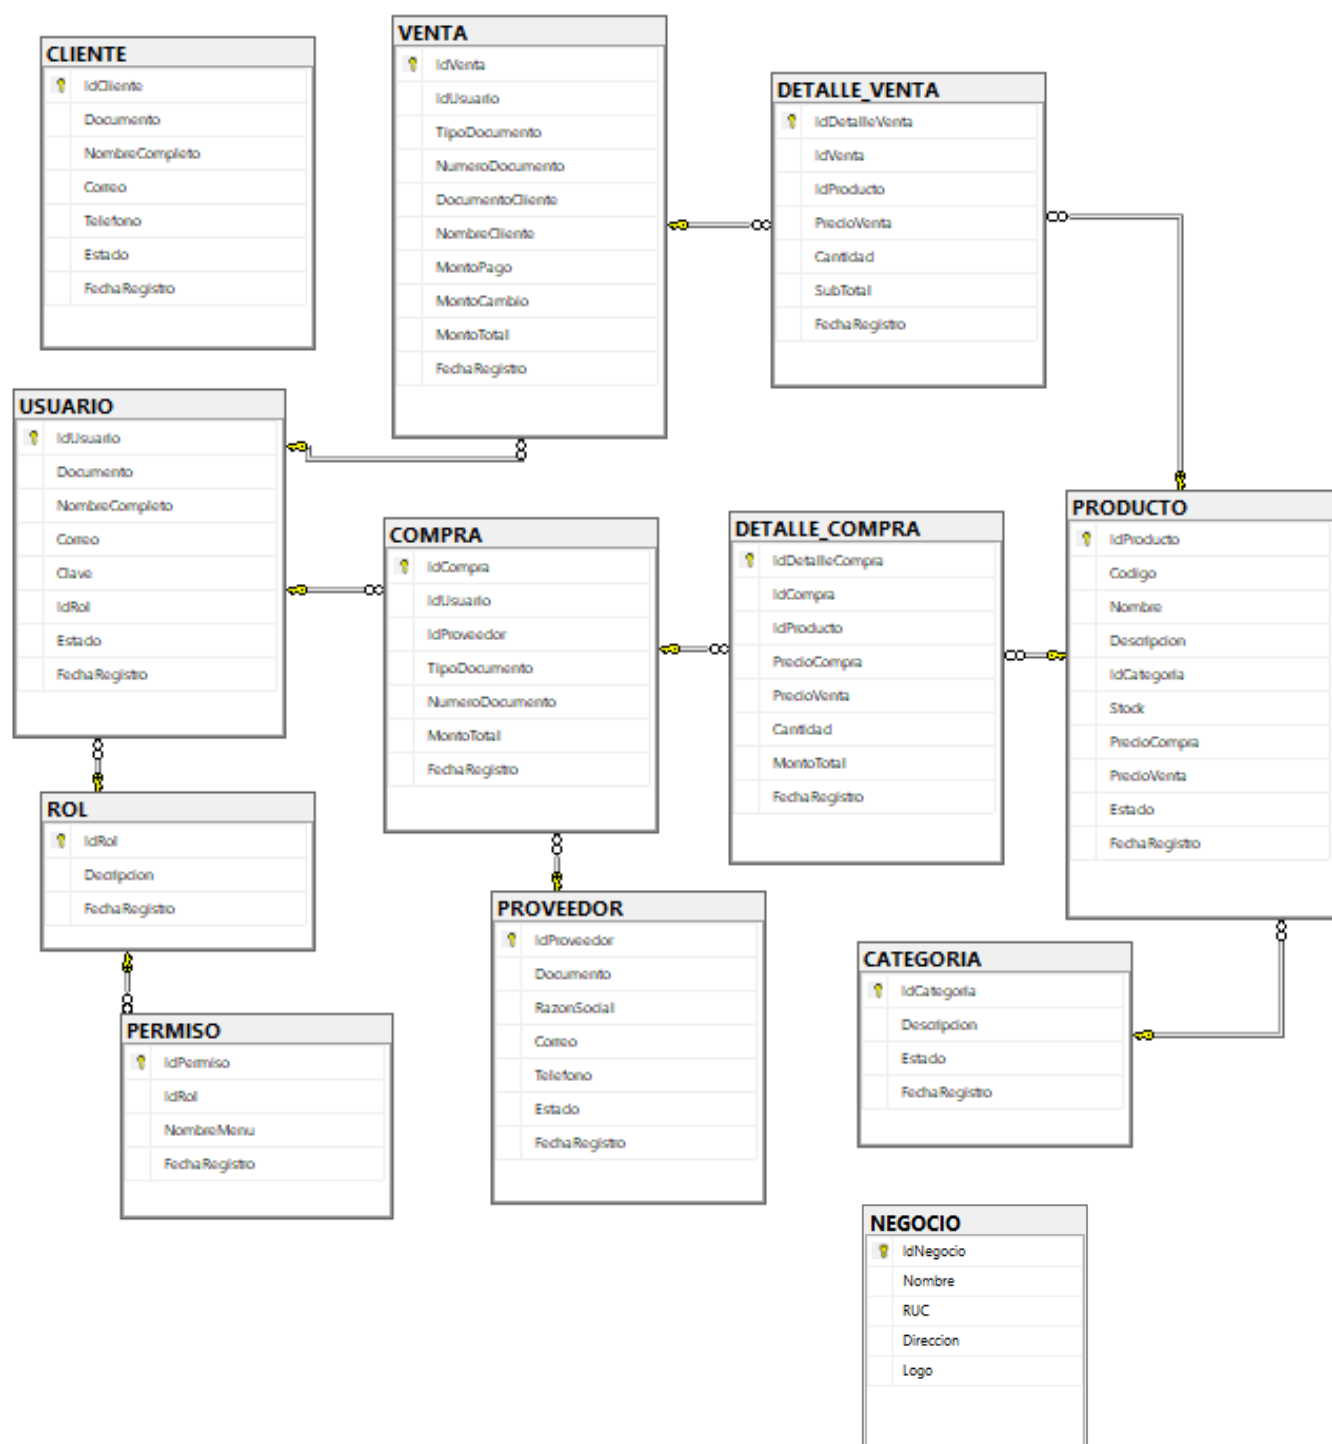 CLIENTE
IdCliente
Documento
NombreCompleto
Correo
Telefono
Estado
FechaRegistro
VENTA
IdVenta
IdUsuario
TipoDocumento
NumeroDocumento
DocumentoCliente
NombreCliente
MontoPago
MontoCambio
MontoTotal
FechaRegistro
DETALLE_VENTA
IdDetalleVenta
IdVenta
IdProducto
PrecioVenta
Cantidad
SubTotal
FechaRegistro
USUARIO
IdUsuario
Documento
NombreCompleto
Correo
Clave
IdRol
Estado
FechaRegistro
COMPRA
IdCompra
IdUsuario
IdProveedor
TipoDocumento
NumeroDocumento
MontoTotal
FechaRegistro
DETALLE_COMPRA
IdDetalleCompra
IdCompra
IdProducto
PrecioCompra
PrecioVenta
Cantidad
MontoTotal
FechaRegistro
PRODUCTO
IdProducto
Codigo
Nombre
Descripcion
IdCategoria
Stock
PrecioCompra
PrecioVenta
Estado
FechaRegistro
ROL
IdRol
Decripcion
FechaRegistro
PROVEEDOR
IdProveedor
Documento
RazonSocial
Correo
Telefono
Estado
FechaRegistro
CATEGORIA
IdCategoria
Descripcion
Estado
FechaRegistro
PERMISO
IdPermiso
IdRol
NombreMenu
FechaRegistro
NEGOCIO
IdNegocio
Nombre
RUC
Direccion
Logo